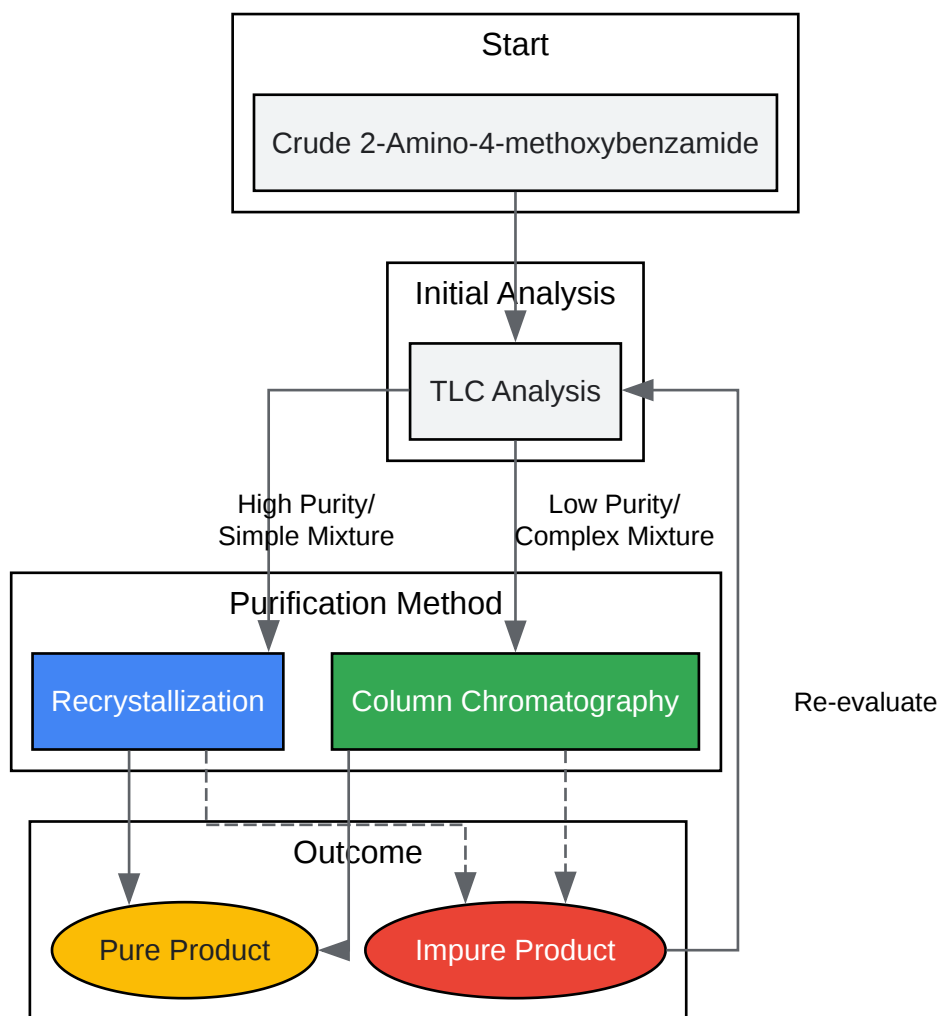 Start
Crude 2-Amino-4-methoxybenzamide
Initial Analysis
TLC Analysis
High Purity/
Simple Mixture
Low Purity/
Complex Mixture
Purification Method
Recrystallization
Column Chromatography
Re-evaluate
Outcome
Pure Product
Impure Product